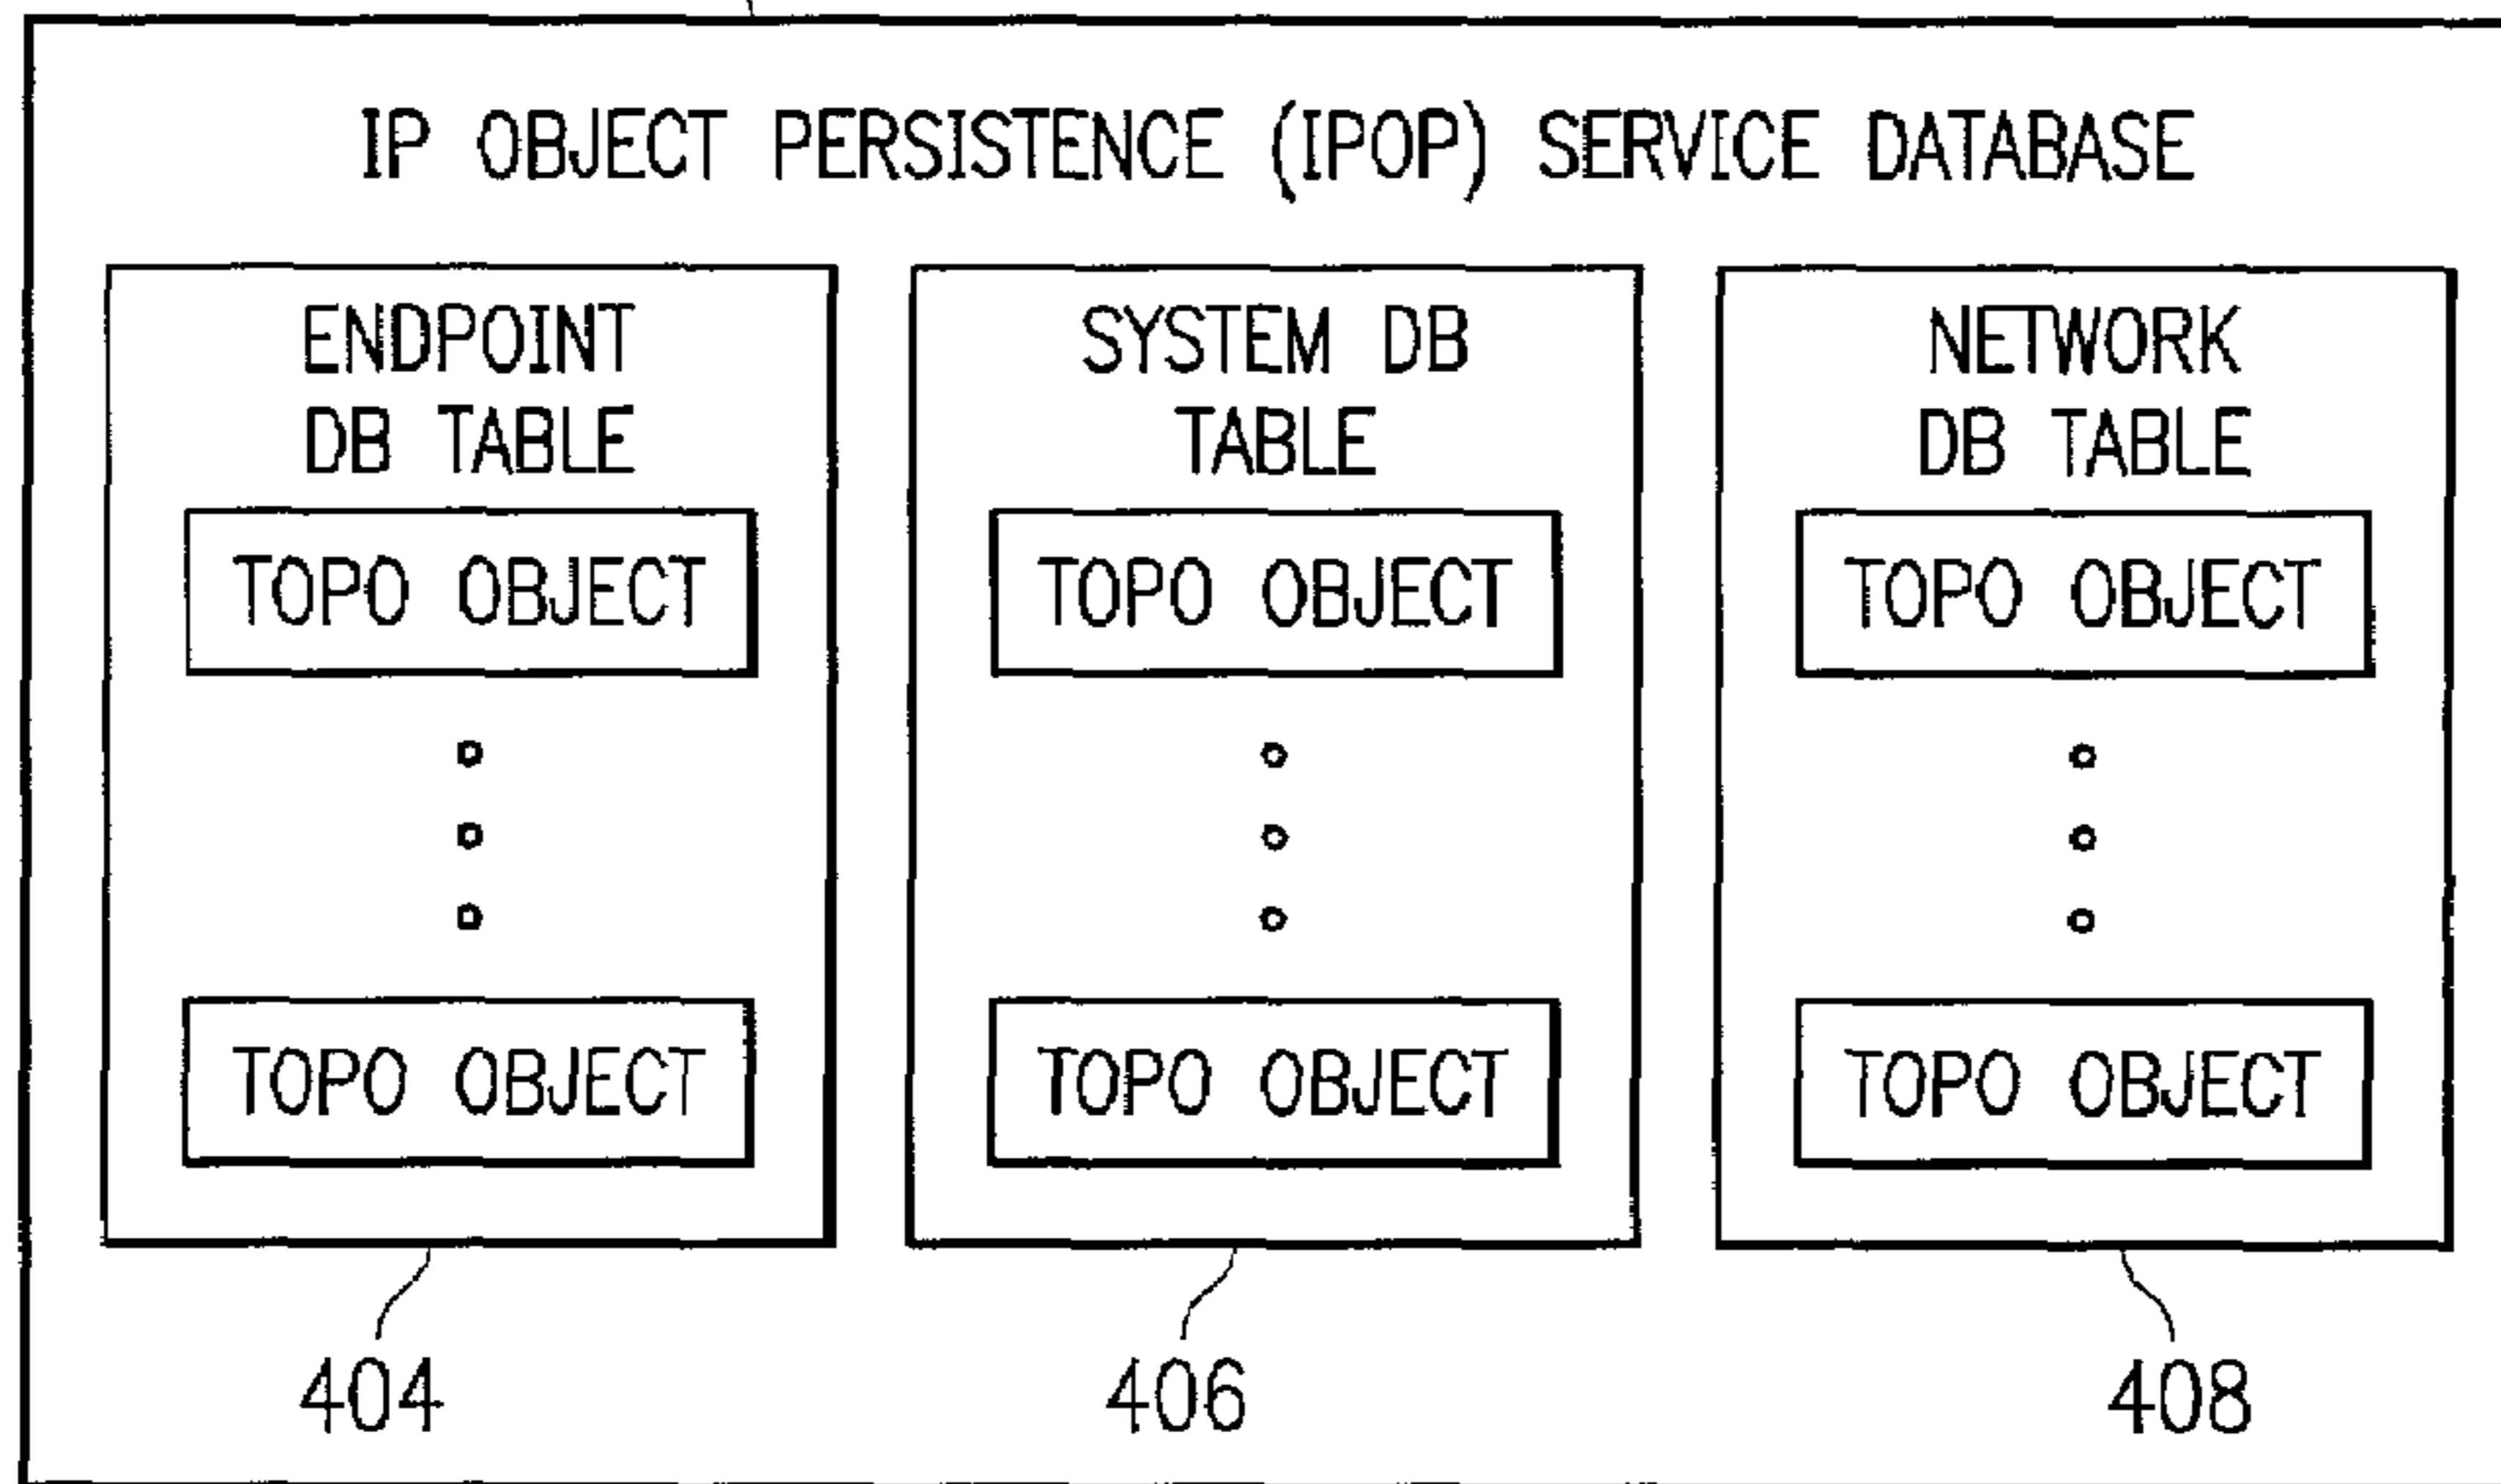 IP OBJECT PERSISTENCE (IPOP) SERVICE DATABASE
ENDPOINT
DB TABLE
TOPO OBJECT
TOPO OBJECT
404
SYSTEM DB
TABLE
TOPO OBJECT
TOPO OBJECT
406
NETWORK
DB TABLE
TOPO OBJECT
TOPO OBJECT
408